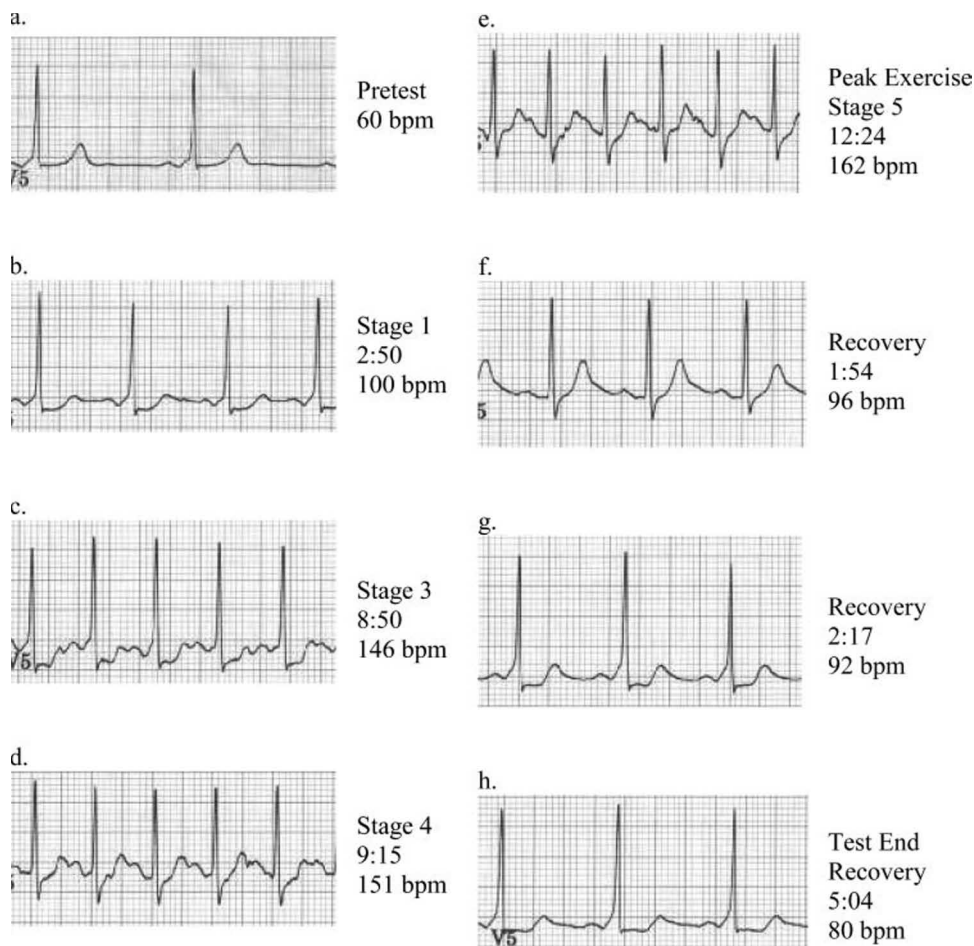 a.
Pretest
60 bpm
V5
b.
Stage 1
2:50
100 bpm
c.
Stage 3
8:50
146 bpm
V5
d.
Stage 4
9:15
151 bpm
e.
Peak Exercise
Stage 5
12:24
162 bpm
5
f.
Recovery
1:54
96 bpm
5
g.
Recovery
2:17
92 bpm
h.
Test End
Recovery
5:04
80 bpm
V5